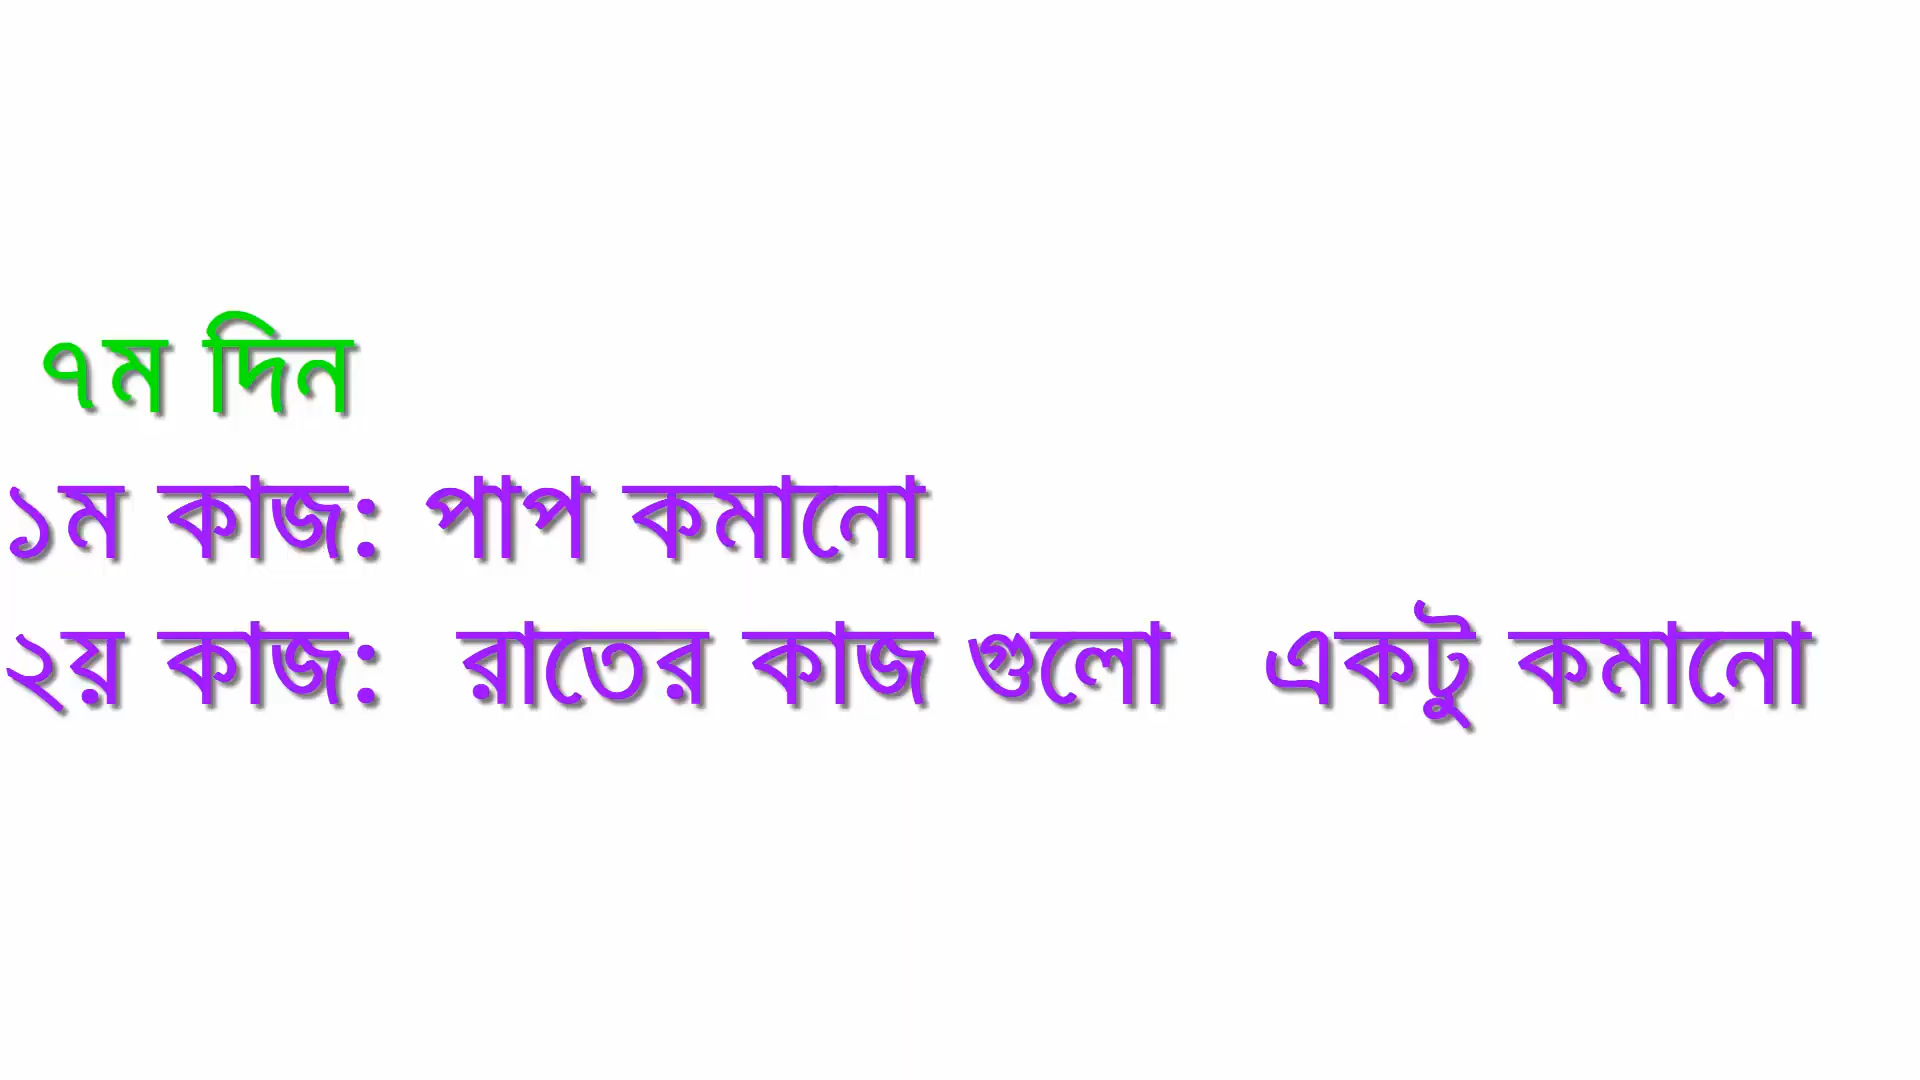 ৭ম দিন
১ম কাজ: পাপ কমানো
২য় কাজ: রাতের কাজ গুলো একটু কমানো